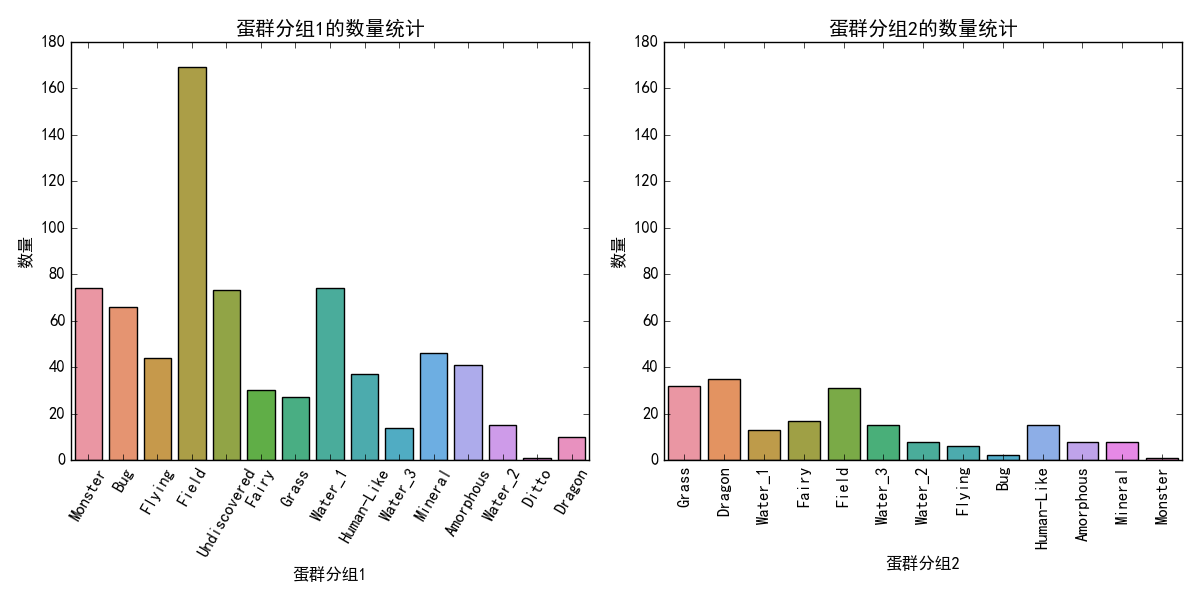 蛋群分组1的数量统计
180
160
140
120
100
80
60
40
20
0
数量
Monster
Bug
Flying
Field
Undiscovered
Fairy
Grass
Water_1
Human-Like
Water_3
Mineral
Amorphous
Water_2
Ditto
Dragon
蛋群分组1
蛋群分组2的数量统计
180
160
140
120
100
80
60
40
20
0
数量
Grass
Dragon
Water_1
Fairy
Field
Water_3
Water_2
Flying
Bug
Human-Like
Amorphous
Mineral
Monster
蛋群分组2